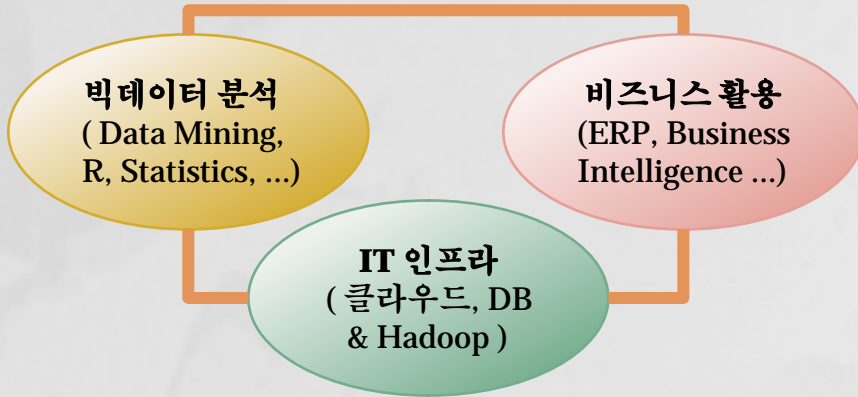 빅데이터 분석
( Data Mining,
R, Statistics, ...)
비즈니스 활용
(ERP, Business
Intelligence ...)
IT 인프라
( 클라우드, DB
& Hadoop )